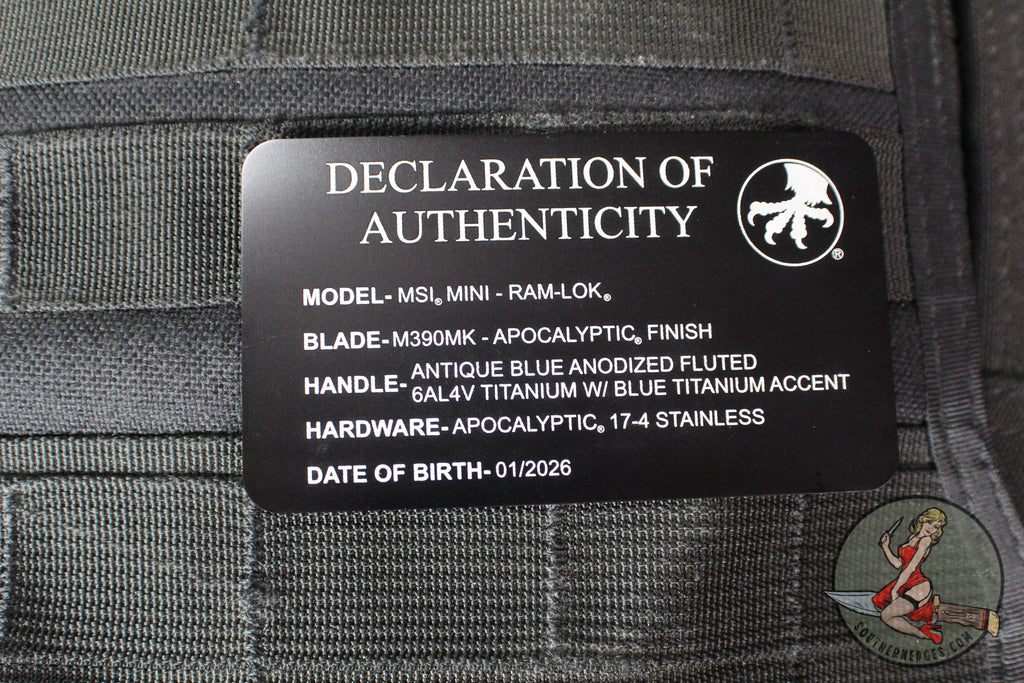 DECLARATION OF
AUTHENTICITY
®
MODEL- MSI® MINI - RAM-LOK®
BLADE- M390MK - APOCALYPTIC® FINISH
HANDLE- ANTIQUE BLUE ANODIZED FLUTED
6AL4V TITANIUM W/ BLUE TITANIUM ACCENT
HARDWARE- APOCALYPTIC® 17-4 STAINLESS
DATE OF BIRTH- 01/2026
SOUTHERNEDGES.COM